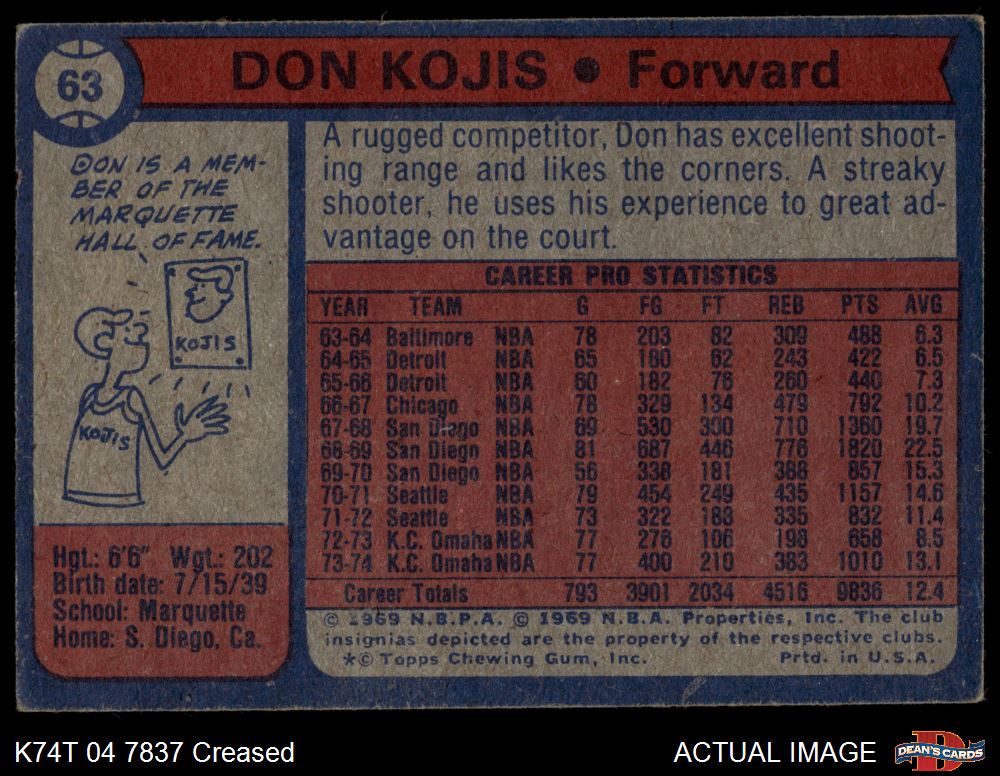 63
DON KOJIS ● Forward
DON IS A MEM-
BER OF THE
MARQUETTE
HALL OF FAME.
KOJIS
KOJIS
Hgt.: 6'6" Wgt.: 202
Birth date: 7/15/39
School: Marquette
Home: S. Diego, Ca.
A rugged competitor, Don has excellent shoot-
ing range and likes the corners. A streaky
shooter, he uses his experience to great ad-
vantage on the court.
CAREER PRO STATISTICS
YEAR TEAM G FG FT REB PTS AVG
63-64 Baltimore NBA 78 203 82 309 488 6.3
64-65 Detroit NBA 65 180 62 243 422 6.5
65-66 Detroit NBA 60 182 76 260 440 7.3
66-67 Chicago NBA 78 329 134 479 792 10.2
67-68 San Diego NBA 69 530 300 710 1360 19.7
68-69 San Diego NBA 81 687 446 776 1820 22.5
69-70 San Diego NBA 56 338 181 388 857 15.3
70-71 Seattle NBA 79 454 249 435 1157 14.6
71-72 Seattle NBA 73 322 188 335 832 11.4
72-73 K.C. Omaha NBA 77 276 106 198 658 8.5
73-74 K.C. Omaha NBA 77 400 210 383 1010 13.1
Career Totals 793 3901 2034 4516 9836 12.4
© 1969 N.B.P.A. © 1969 N.B.A. Properties, Inc. The club
insignias depicted are the property of the respective clubs.
*© Topps Chewing Gum, Inc. Prtd. in U.S.A.
K74T 04 7837 Creased
ACTUAL IMAGE
DEAN'S CARDS